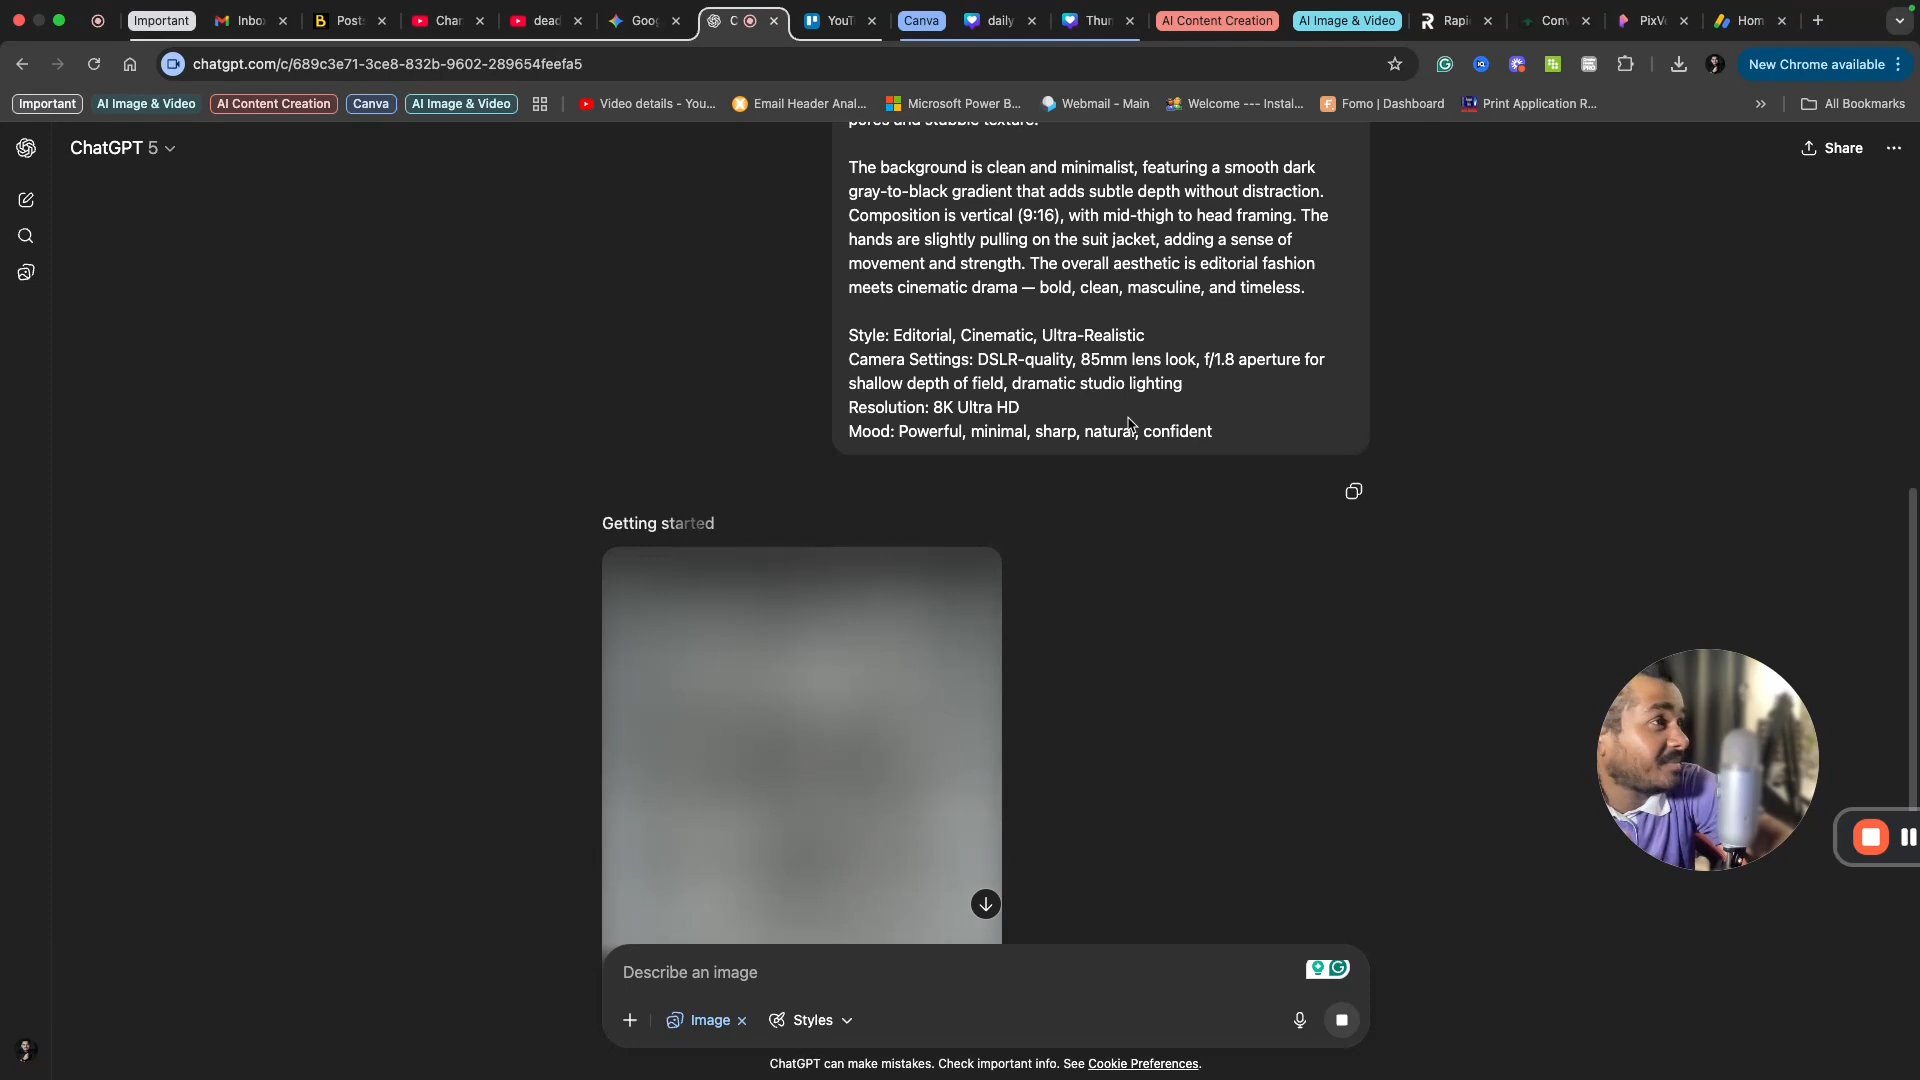 Important
Inbo
Post
Char
dead
Goo
C
YouT
Canva
daily
Thur
AI Content Creation
AI Image & Video
Rapi
Con
PixV
Hom
chatgpt.com/c/689c3e71-3ce8-832b-9602-289654feefa5
New Chrome available
Important
AI Image & Video
AI Content Creation
Canva
AI Image & Video
Video details - You...
Email Header Anal...
Microsoft Power B...
Webmail - Main
Welcome --- Instal...
Fomo | Dashboard
Print Application R...
All Bookmarks
ChatGPT 5
Share
pores and stubble texture.
The background is clean and minimalist, featuring a smooth dark
gray-to-black gradient that adds subtle depth without distraction.
Composition is vertical (9:16), with mid-thigh to head framing. The
hands are slightly pulling on the suit jacket, adding a sense of
movement and strength. The overall aesthetic is editorial fashion
meets cinematic drama — bold, clean, masculine, and timeless.
Style: Editorial, Cinematic, Ultra-Realistic
Camera Settings: DSLR-quality, 85mm lens look, f/1.8 aperture for
shallow depth of field, dramatic studio lighting
Resolution: 8K Ultra HD
Mood: Powerful, minimal, sharp, natural, confident
Getting started
Describe an image
Image
Styles
ChatGPT can make mistakes. Check important info. See Cookie Preferences.